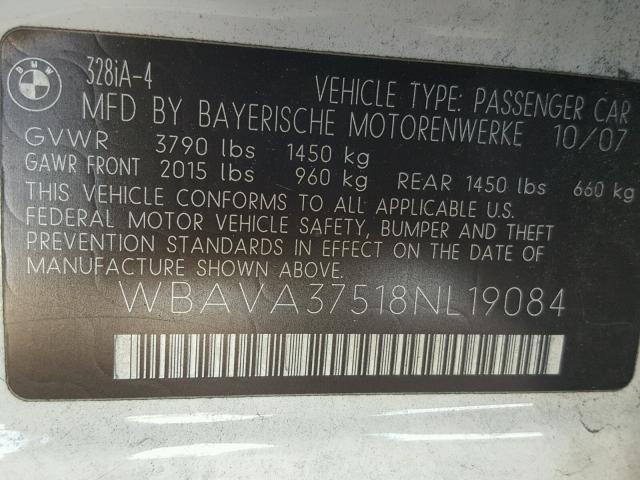 BMW
328iA-4 VEHICLE TYPE: PASSENGER CAR
MFD BY BAYERISCHE MOTORENWERKE 10/07
GVWR 3790 lbs 1450 kg
GAWR FRONT 2015 lbs 960 kg REAR 1450 lbs 660 kg
THIS VEHICLE CONFORMS TO ALL APPLICABLE U.S.
FEDERAL MOTOR VEHICLE SAFETY, BUMPER AND THEFT
PREVENTION STANDARDS IN EFFECT ON THE DATE OF
MANUFACTURE SHOWN ABOVE.
WBAVA37518NL19084